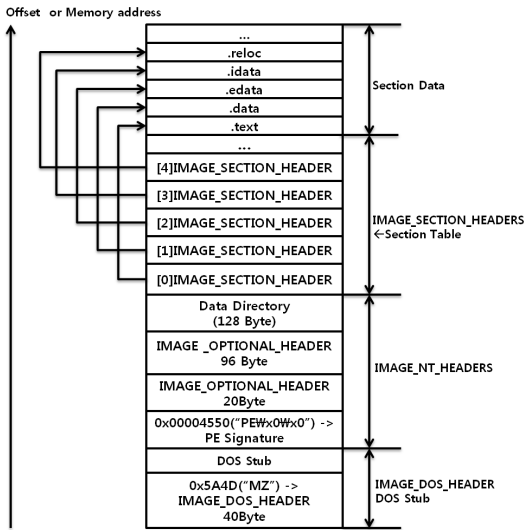 Offset or Memory address
...
.reloc
.idata
.edata
.data
.text
Section Data
...
[4]IMAGE_SECTION_HEADER
[3]IMAGE_SECTION_HEADER
[2]IMAGE_SECTION_HEADER
[1]IMAGE_SECTION_HEADER
[0]IMAGE_SECTION_HEADER
IMAGE_SECTION_HEADERS
←Section Table
Data Directory
(128 Byte)
IMAGE _OPTIONAL_HEADER
96 Byte
IMAGE_OPTIONAL_HEADER
20Byte
0x00004550("PE₩x0₩x0") ->
PE Signature
IMAGE_NT_HEADERS
DOS Stub
0x5A4D("MZ") ->
IMAGE_DOS_HEADER
40Byte
IMAGE_DOS_HEADER
DOS Stub